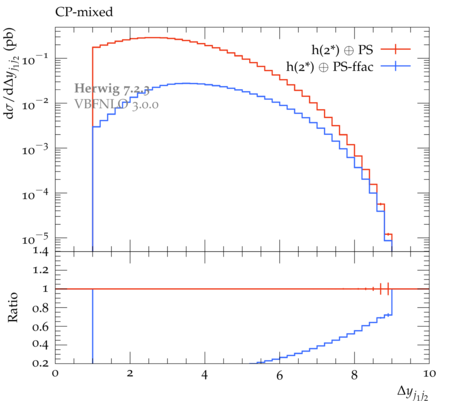 CP-mixed
h(2*) ⊕ PS
h(2*) ⊕ PS-ffac
Herwig 7.2.3
VBFNLO 3.0.0
dσ/dΔy_{j1j2} (pb)
10^{-1}
10^{-2}
10^{-3}
10^{-4}
10^{-5}
1.4
1.2
1
0.8
0.6
0.4
0.2
Ratio
0 2 4 6 8 10
Δy_{j1j2}